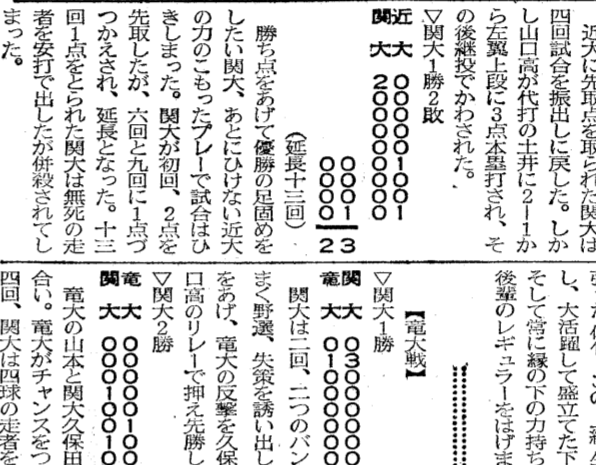 近大に先取点を取られた関大は
四回試合を振出しに戻した。しか
し山口高が代打の土井に2－1か
ら左翼上段に3点本塁打され、そ
の後継投でかわされた。
▽関大1勝2敗
近大 000001001
関大 200000000
0001 3
0000 2
（延長十三回）
勝ち点をあげて優勝の足固めを
したい関大、あとにひけない近大
の力のこもったプレーで試合はひ
きしまった。関大が初回、2点を
先取したが、六回と九回に1点づ
つかえされ、延長となった。十三
回1点をとられた関大は無死の走
者を安打で出したが併殺されてし
まった。
し、大活躍して盛立てた下
そして常に縁の下の力持ち
後輩のレギュラーをはげま
【竜大戦】
▽関大1勝
関大 0300000
竜大 0100000
関大は二回、二つのバン
まく野選、失策を誘い出し
をあげ、竜大の反撃を久保
口高のリレーで抑え先勝し
▽関大2勝
竜大 0000010
関大 0001001
竜大の山本と関大久保田
合い。竜大がチャンスをつ
四回、関大は四球の走者を